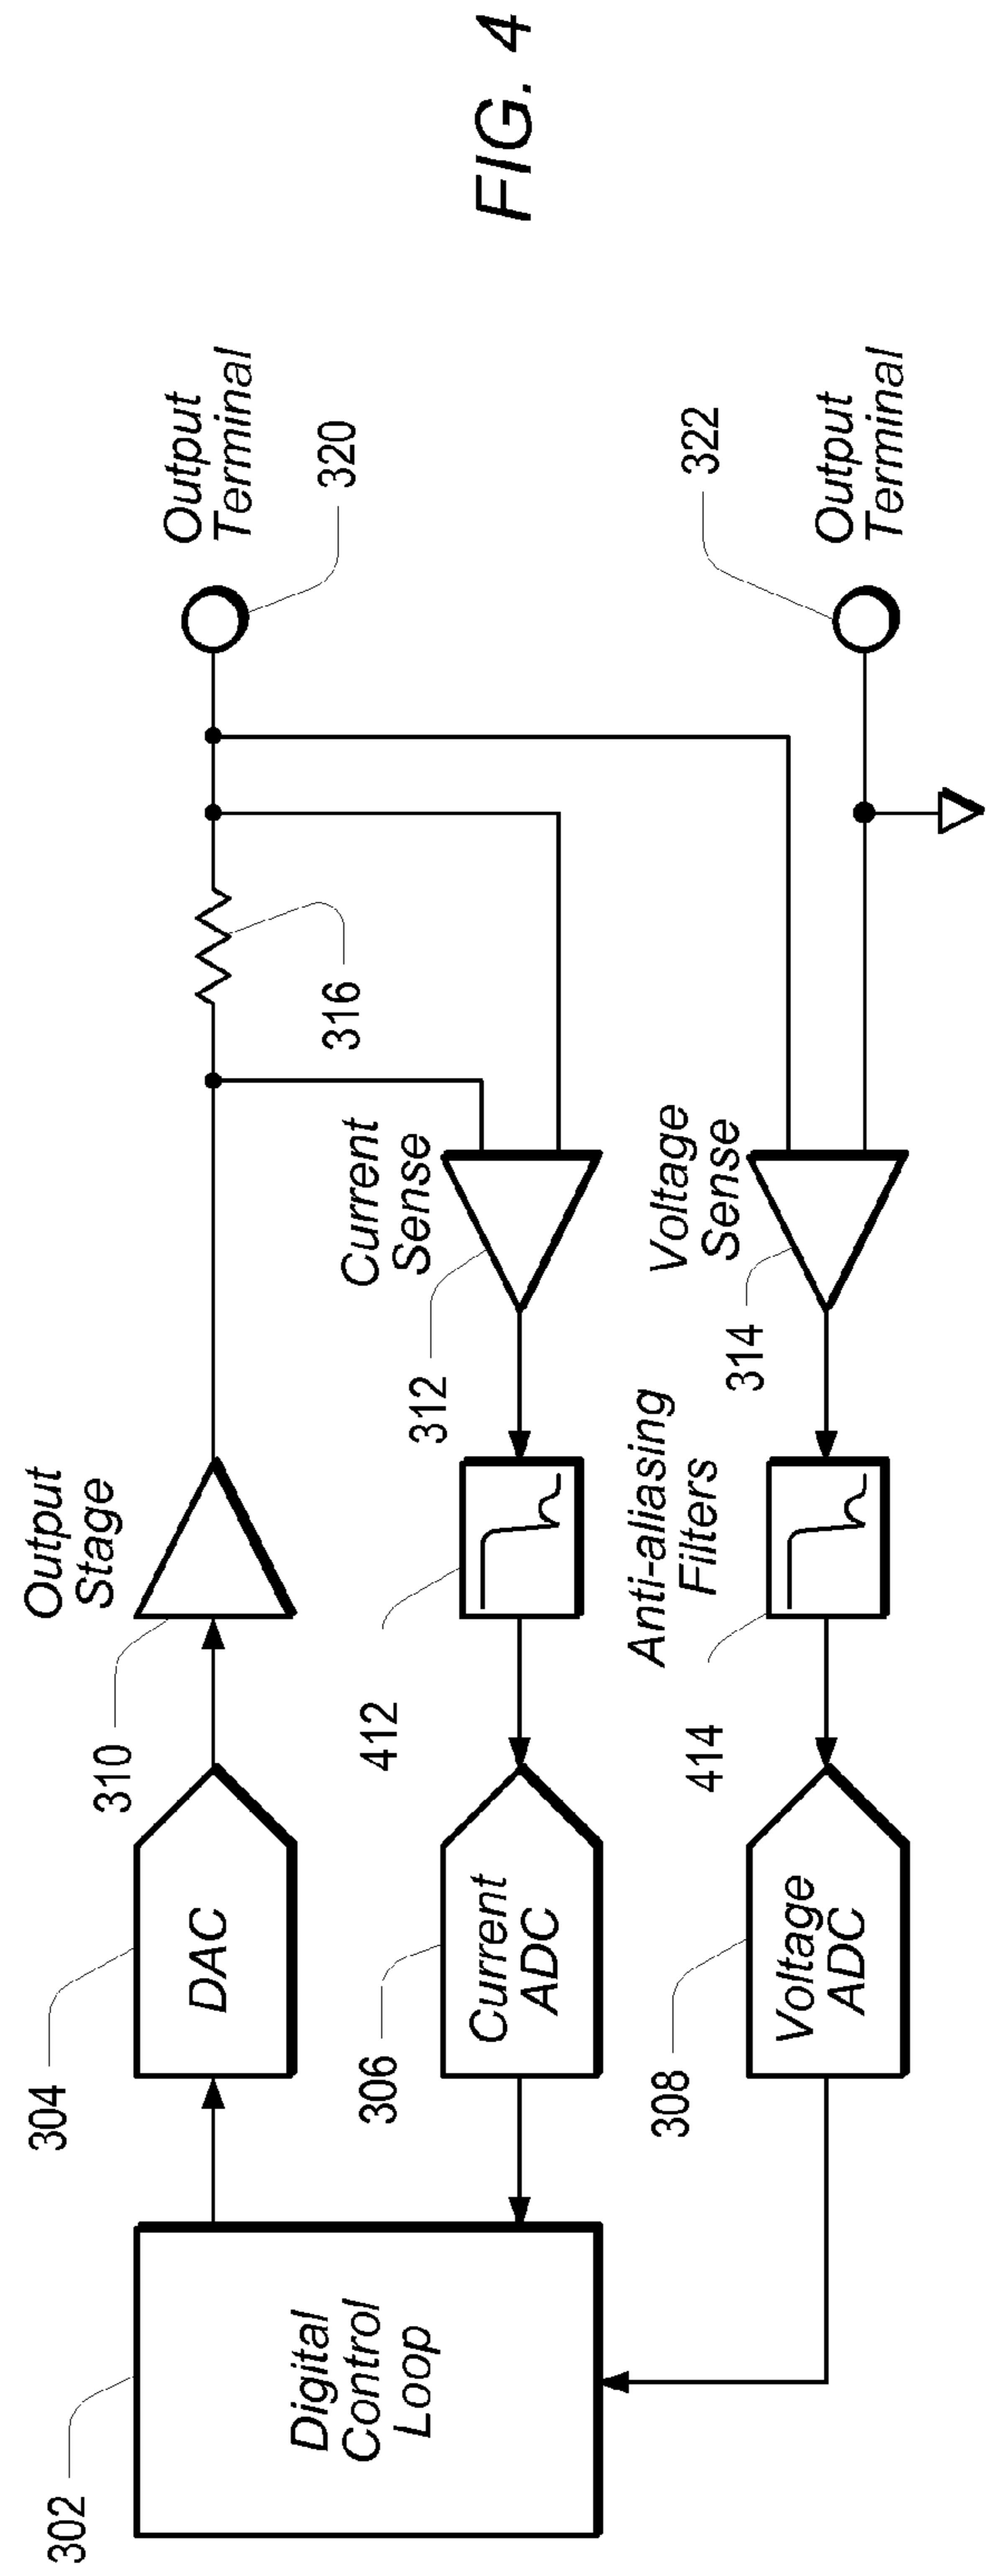 302
Digital
Control
Loop
304
DAC
310
Output
Stage
316
Output
Terminal
320
306
Current
ADC
412
312
Current
Sense
308
Voltage
ADC
414
Anti-aliasing
Filters
314
Voltage
Sense
322
Output
Terminal
FIG. 4